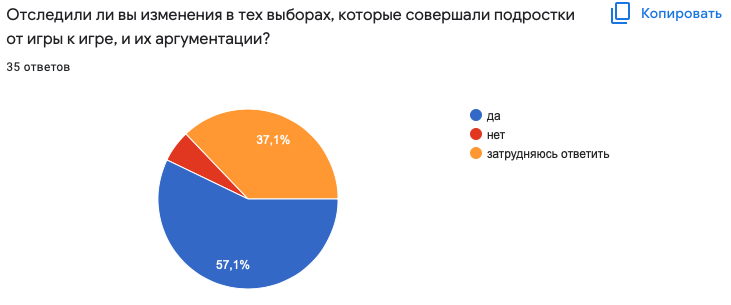 Отследили ли вы изменения в тех выборах, которые совершали подростки
от игры к игре, и их аргументации?
Копировать
35 ответов
да
нет
затрудняюсь ответить
37,1%
57,1%